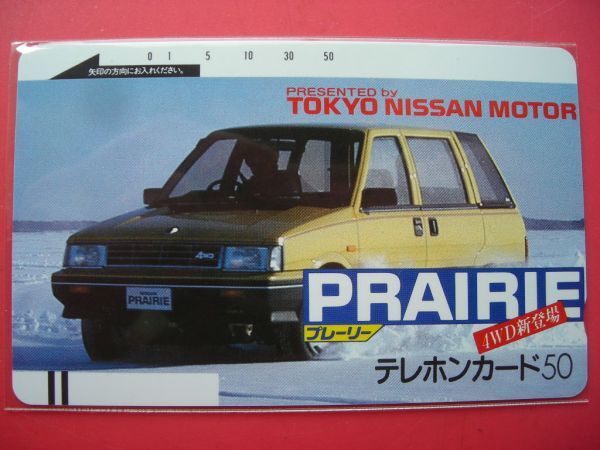 0 1 5 10 30 50
矢印の方向にお入れください。
PRESENTED by
TOKYO NISSAN MOTOR
4WD
PRAIRIE
PRAIRIE
プレーリー
4WD新登場
テレホンカード50